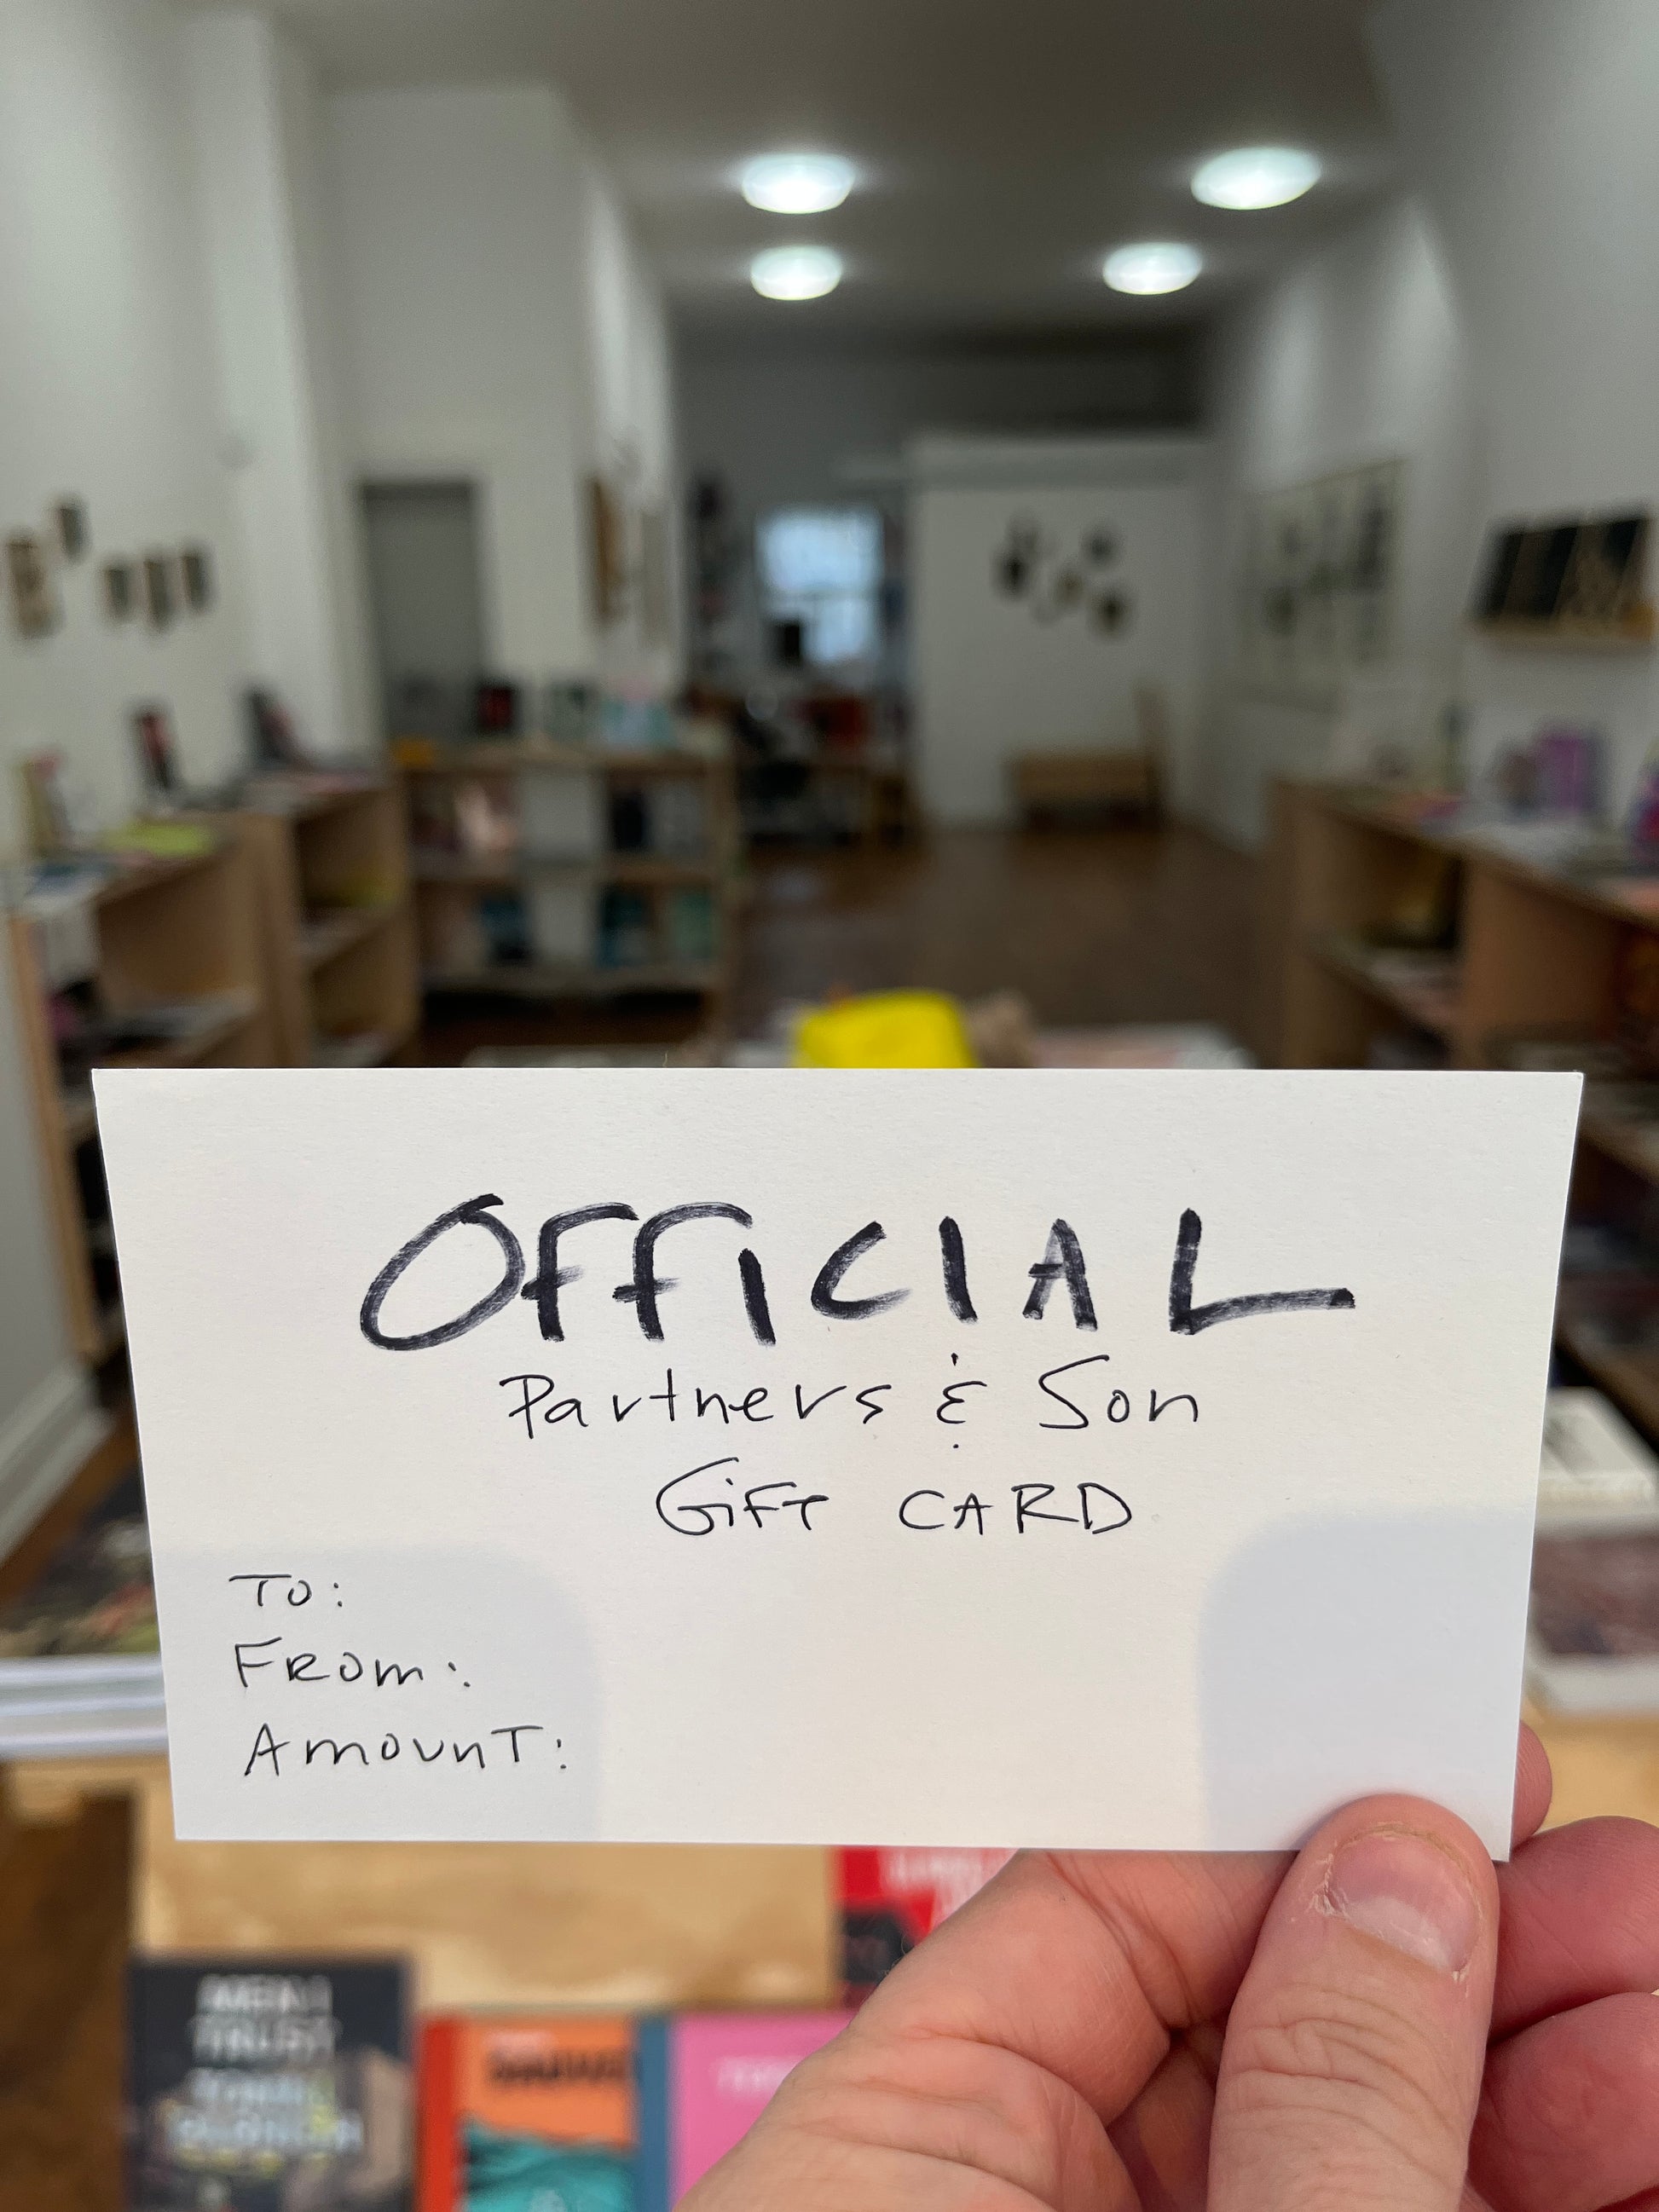 OFFICIAL
Partners & Son
GIFT CARD
TO:
FROM:
AMOUNT: